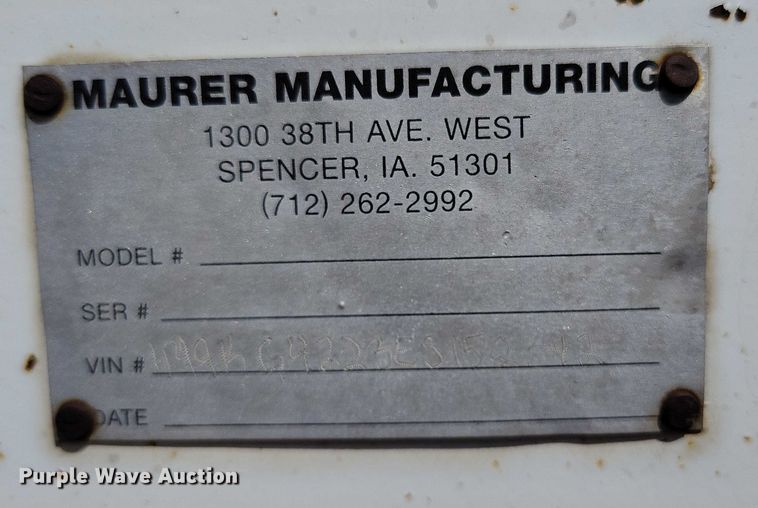 MAURER MANUFACTURING
1300 38TH AVE. WEST
SPENCER, IA. 51301
(712) 262-2992
MODEL #
SER #
VIN #
DATE
Purple Wave Auction